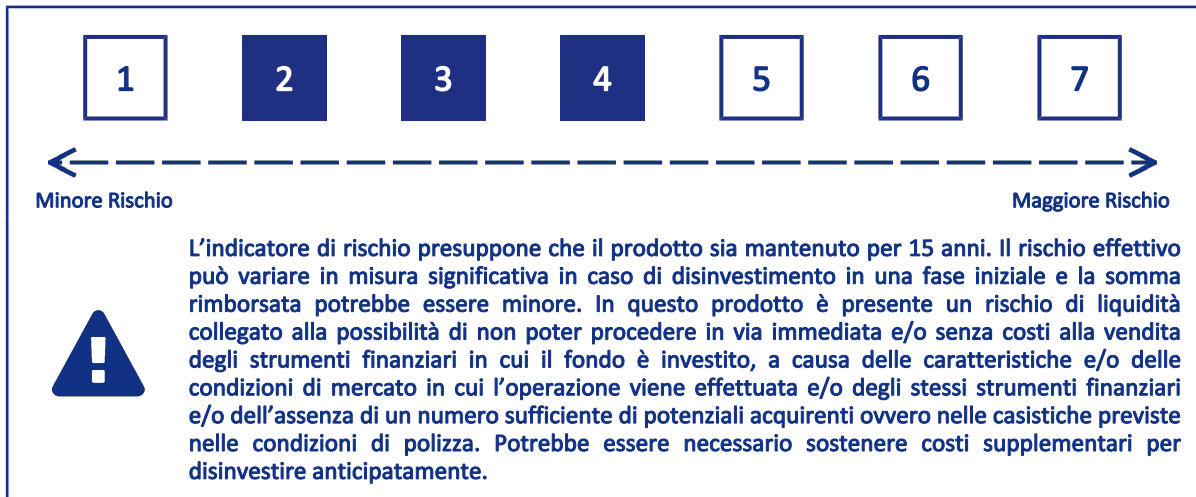 1 2 3 4 5 6 7
Minore Rischio Maggiore Rischio
L’indicatore di rischio presuppone che il prodotto sia mantenuto per 15 anni. Il rischio effettivo
può variare in misura significativa in caso di disinvestimento in una fase iniziale e la somma
rimborsata potrebbe essere minore. In questo prodotto è presente un rischio di liquidità
collegato alla possibilità di non poter procedere in via immediata e/o senza costi alla vendita
degli strumenti finanziari in cui il fondo è investito, a causa delle caratteristiche e/o delle
condizioni di mercato in cui l’operazione viene effettuata e/o degli stessi strumenti finanziari
e/o dell’assenza di un numero sufficiente di potenziali acquirenti ovvero nelle casistiche previste
nelle condizioni di polizza. Potrebbe essere necessario sostenere costi supplementari per
disinvestire anticipatamente.